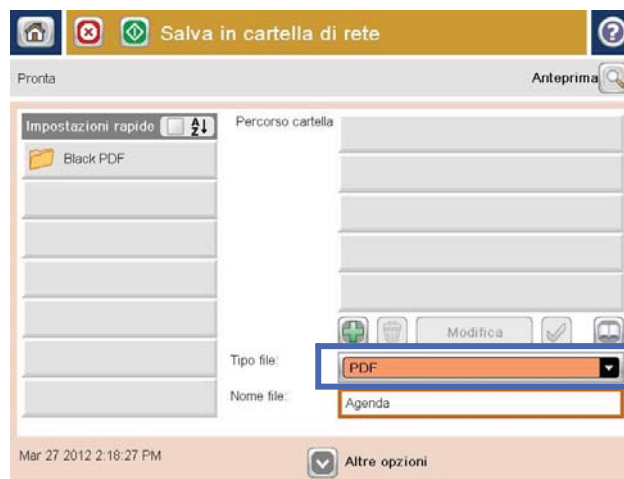 Salva in cartella di rete
Pronta
Anteprima
Impostazioni rapide
Percorso cartella
Black PDF
Modifica
Tipo file:
PDF
Nome file:
Agenda
Mar 27 2012 2:18:27 PM
Altre opzioni